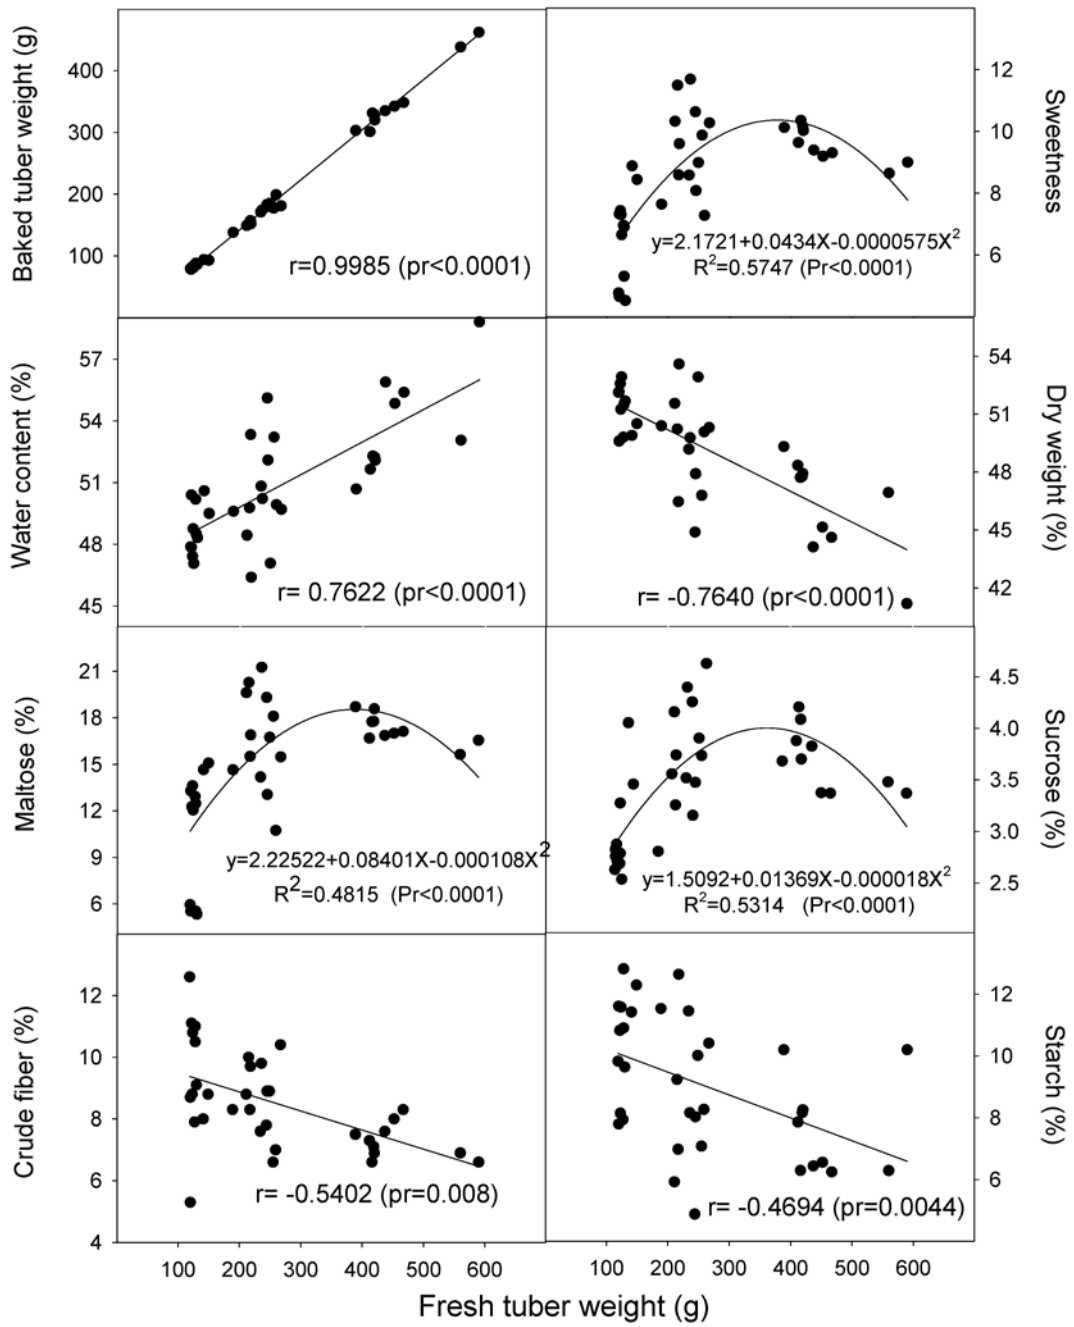 Baked tuber weight (g)
400
300
200
100
r=0.9985 (pr<0.0001)
12
10
8
6
Sweetness
y=2.1721+0.0434X-0.0000575X²
R²=0.5747 (Pr<0.0001)
Water content (%)
57
54
51
48
45
r= 0.7622 (pr<0.0001)
54
51
48
45
42
Dry weight (%)
r= -0.7640 (pr<0.0001)
Maltose (%)
21
18
15
12
9
6
y=2.22522+0.08401X-0.000108X²
R²=0.4815 (Pr<0.0001)
4.5
4.0
3.5
3.0
2.5
Sucrose (%)
y=1.5092+0.01369X-0.000018X²
R²=0.5314 (Pr<0.0001)
Crude fiber (%)
12
10
8
6
4
r= -0.5402 (pr=0.008)
12
10
8
6
Starch (%)
r= -0.4694 (pr=0.0044)
100 200 300 400 500 600
100 200 300 400 500 600
Fresh tuber weight (g)